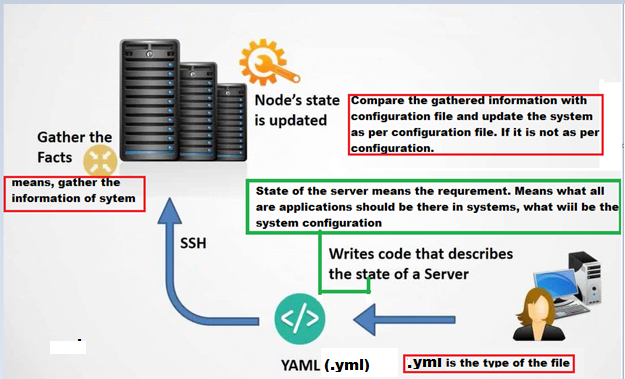 Node's state
is updated
Compare the gathered information with
configuration file and update the system
as per configuration file. If it is not as per
configuration.
Gather the
Facts
means, gather the
information of sytem
State of the server means the requrement. Means what all
are applications should be there in systems, what wiil be the
system configuration
SSH
Writes code that describes
the state of a Server
</>
YAML (.yml)
.yml is the type of the file